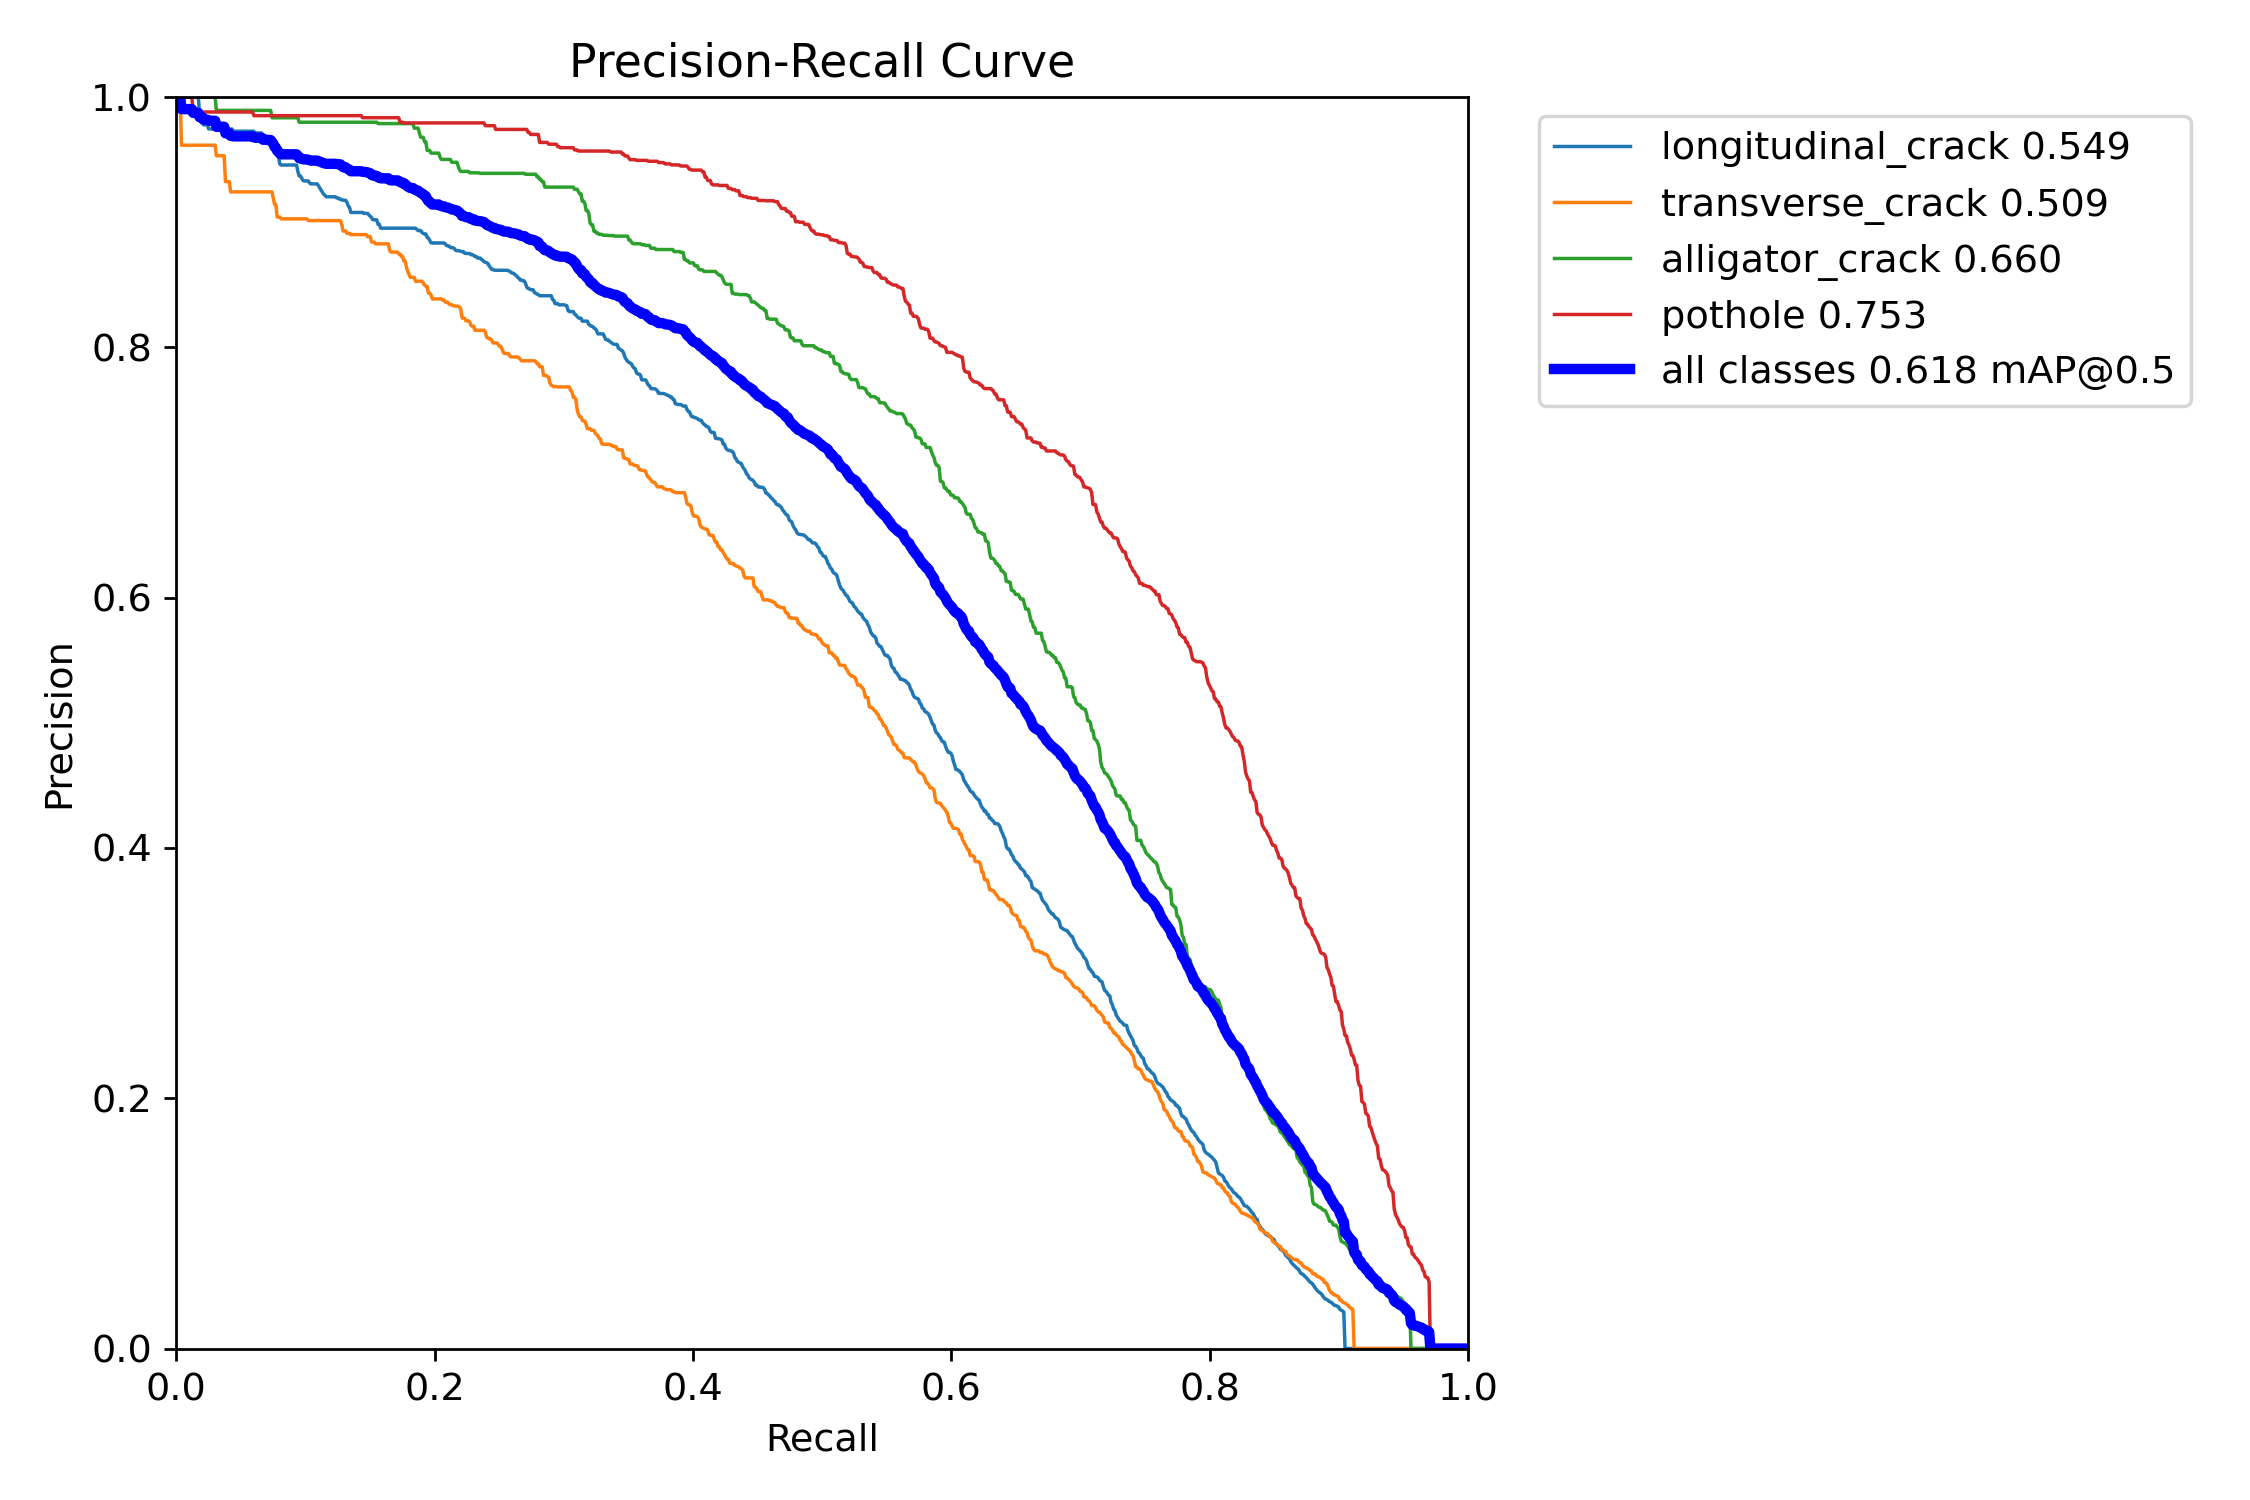 Precision-Recall Curve
1.0
0.8
0.6
0.4
0.2
0.0
Precision
0.0 0.2 0.4 0.6 0.8 1.0
Recall
longitudinal_crack 0.549
transverse_crack 0.509
alligator_crack 0.660
pothole 0.753
all classes 0.618 mAP@0.5